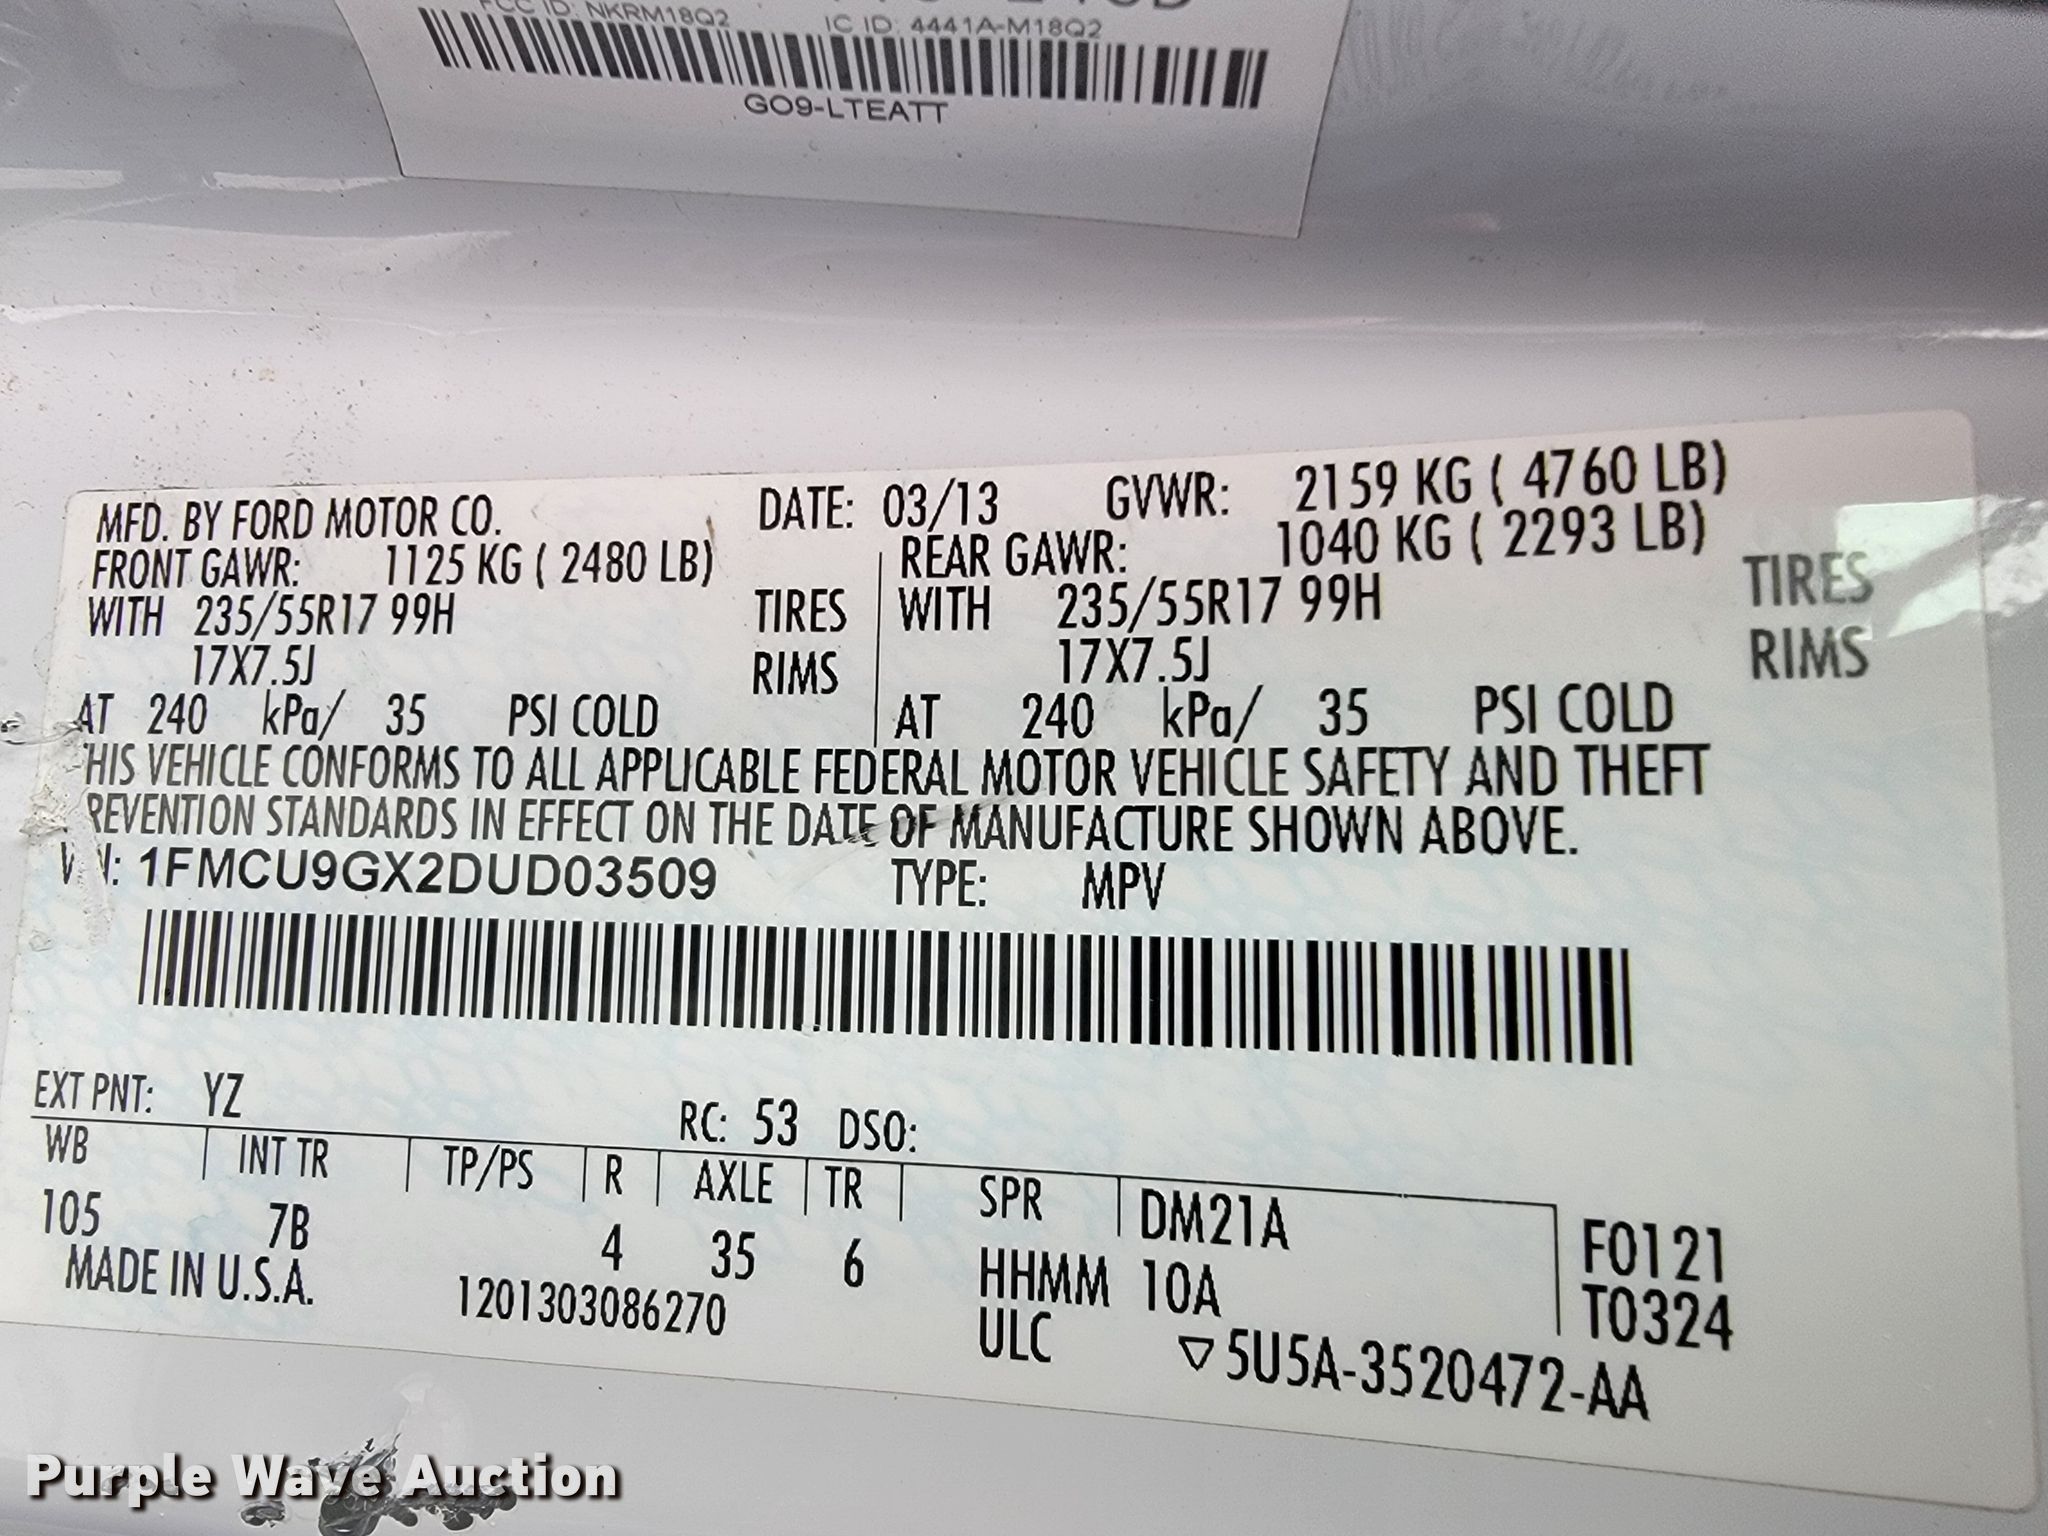 FCC ID: NKRM18Q2 IC ID: 4441A-M18Q2
GO9-LTEATT
MFD. BY FORD MOTOR CO. DATE: 03/13 GVWR: 2159 KG ( 4760 LB)
FRONT GAWR: 1125 KG ( 2480 LB) REAR GAWR: 1040 KG ( 2293 LB)
WITH 235/55R17 99H TIRES WITH 235/55R17 99H TIRES
17X7.5J RIMS 17X7.5J RIMS
AT 240 kPa/ 35 PSI COLD AT 240 kPa/ 35 PSI COLD
HIS VEHICLE CONFORMS TO ALL APPLICABLE FEDERAL MOTOR VEHICLE SAFETY AND THEFT
REVENTION STANDARDS IN EFFECT ON THE DATE OF MANUFACTURE SHOWN ABOVE.
VIN: 1FMCU9GX2DUD03509 TYPE: MPV
EXT PNT: YZ RC: 53 DSO:
WB INT TR TP/PS R AXLE TR SPR DM21A F0121
105 7B 4 35 6 HHMM 10A T0324
MADE IN U.S.A. 1201303086270 ULC ▽5U5A-3520472-AA
Purple Wave Auction